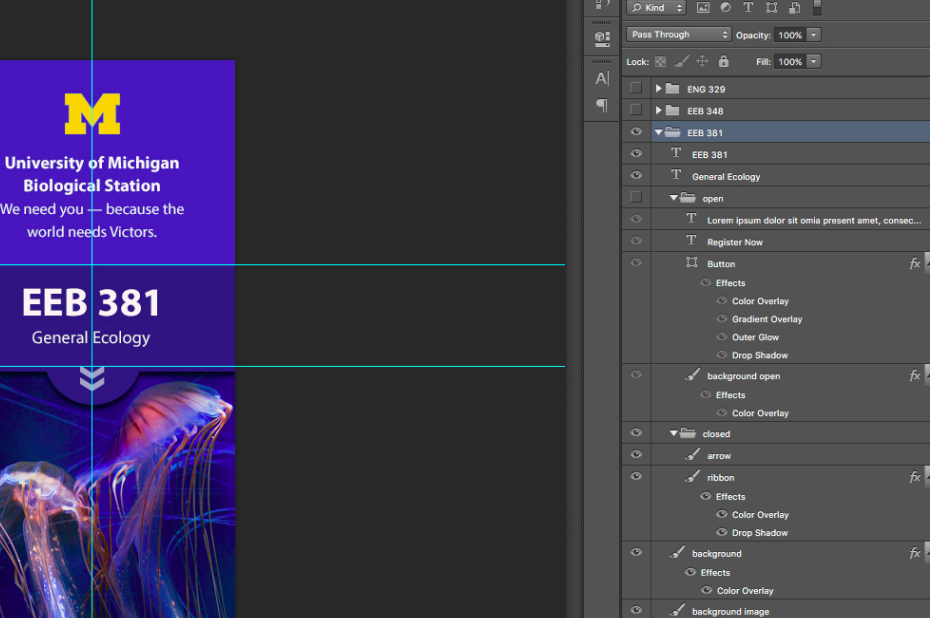 M
University of Michigan
Biological Station
We need you — because the
world needs Victors.
EEB 381
General Ecology
A
¶
Kind
T
Pass Through Opacity: 100%
Lock: Fill: 100%
ENG 329
EEB 348
EEB 381
T EEB 381
T General Ecology
open
T Lorem ipsum dolor sit omia present amet, consec...
T Register Now
Button fx
Effects
Color Overlay
Gradient Overlay
Outer Glow
Drop Shadow
background open fx
Effects
Color Overlay
closed
arrow
ribbon fx
Effects
Color Overlay
Drop Shadow
background fx
Effects
Color Overlay
background image